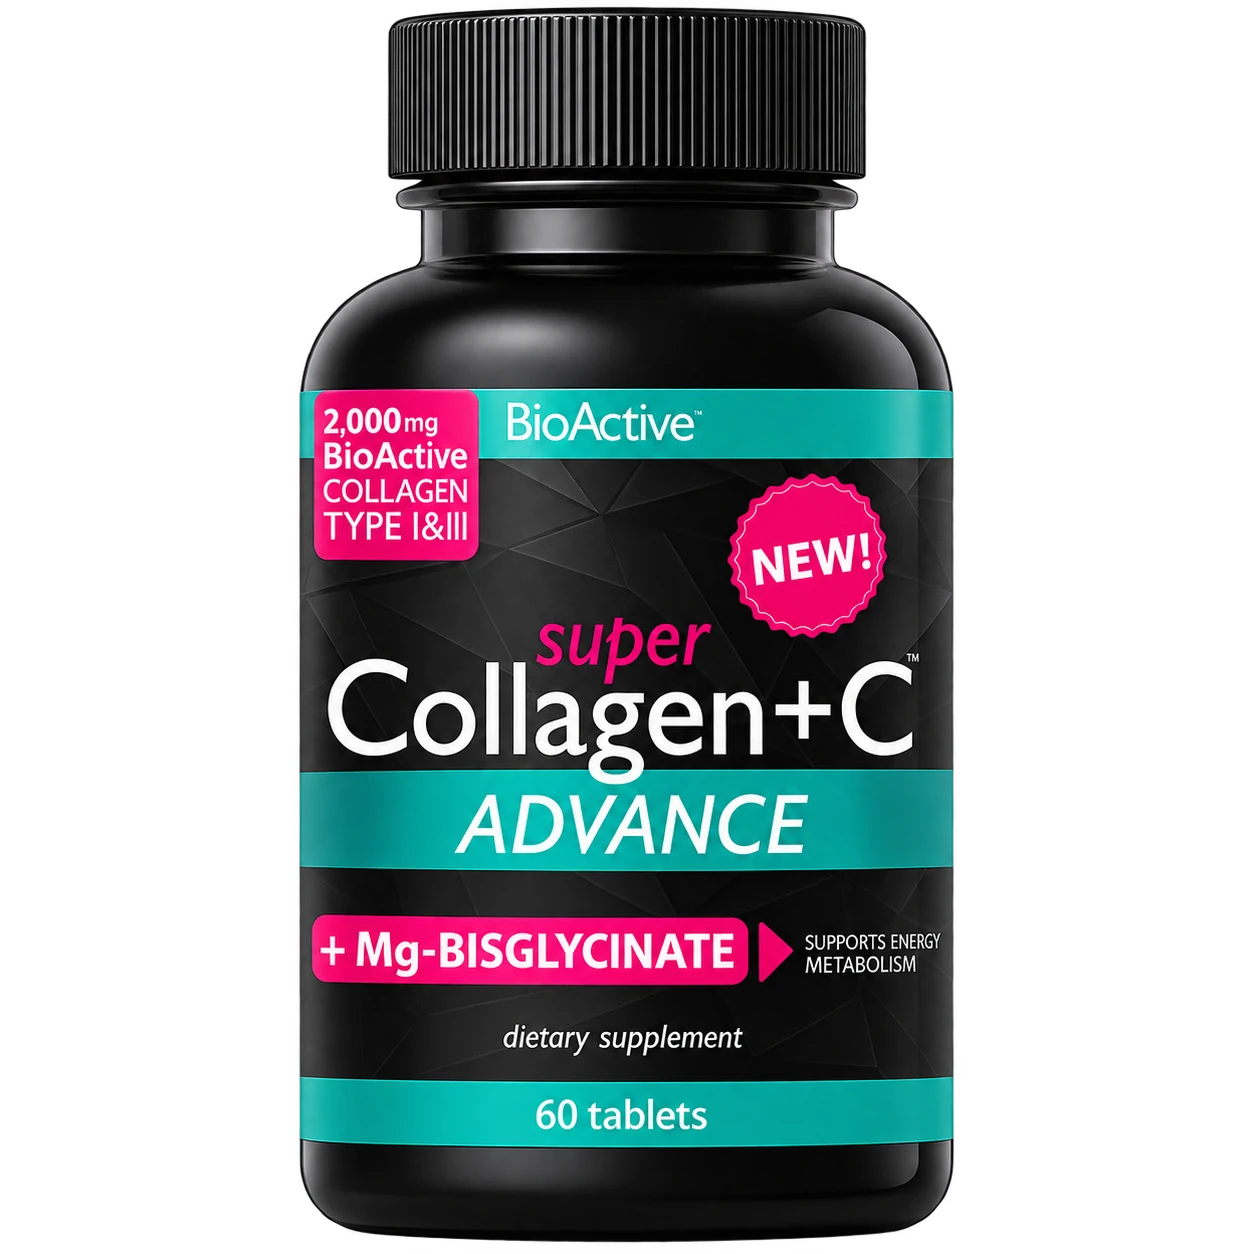 2,000mg
BioActive
COLLAGEN
TYPE I&III
BioActive™
NEW!
super
Collagen+C™
ADVANCE
+ Mg-BISGLYCINATE
SUPPORTS ENERGY
METABOLISM
dietary supplement
60 tablets